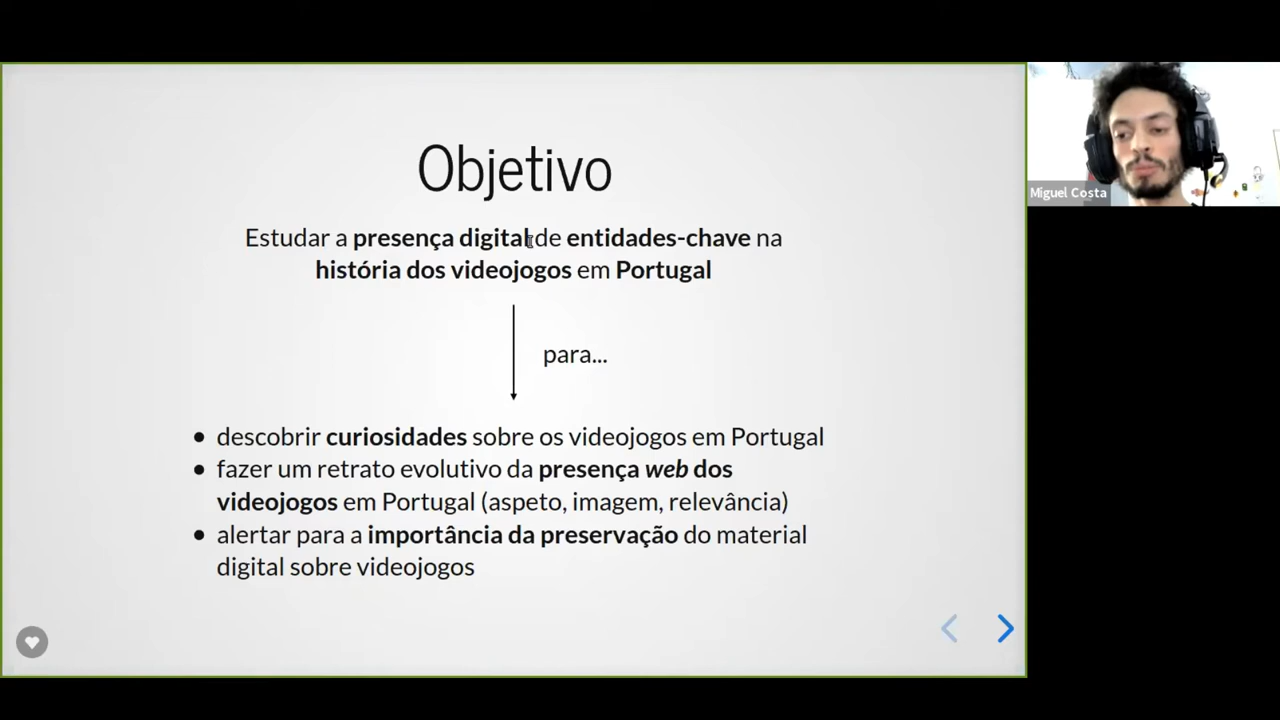 Objetivo
Estudar a presença digital de entidades-chave na
história dos videojogos em Portugal
para...
• descobrir curiosidades sobre os videojogos em Portugal
• fazer um retrato evolutivo da presença web dos
videojogos em Portugal (aspeto, imagem, relevância)
• alertar para a importância da preservação do material
digital sobre videojogos
Miguel Costa